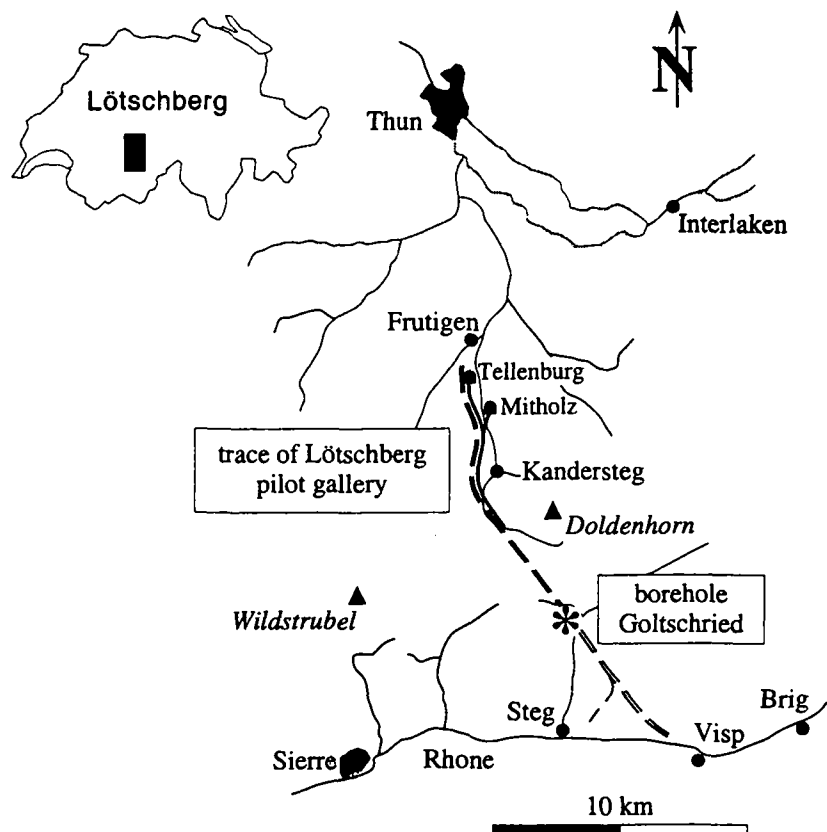 Lötschberg
N
Thun
Interlaken
Frutigen
Tellenburg
Mitholz
trace of Lötschberg
pilot gallery
Kandersteg
Doldenhorn
borehole
Goltschried
Wildstrubel
Steg
Brig
Visp
Sierre
Rhone
10 km